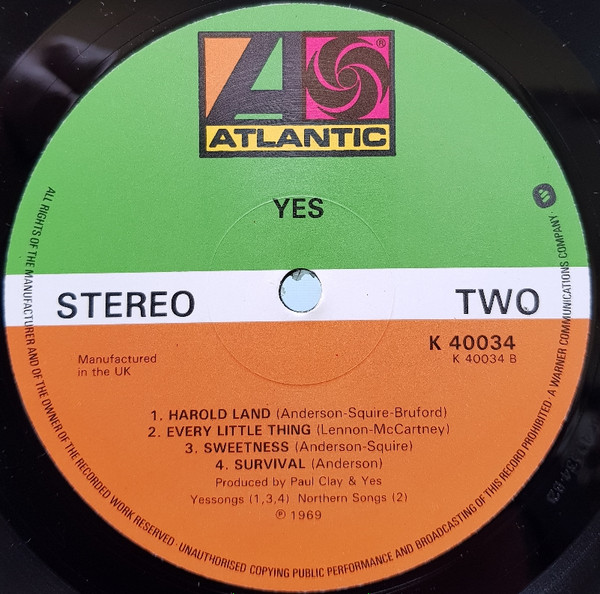 ATLANTIC
®
YES
STEREO
TWO
K 40034
K 40034 B
Manufactured
in the UK
1. HAROLD LAND (Anderson-Squire-Bruford)
2. EVERY LITTLE THING (Lennon-McCartney)
3. SWEETNESS (Anderson-Squire)
4. SURVIVAL (Anderson)
Produced by Paul Clay & Yes
Yessongs (1,3,4) Northern Songs (2)
℗ 1969
ALL RIGHTS OF THE MANUFACTURER AND OF THE OWNER OF THE RECORDED WORK RESERVED · UNAUTHORISED COPYING PUBLIC PERFORMANCE AND BROADCASTING OF THIS RECORD PROHIBITED · A WARNER COMMUNICATIONS COMPANY ·